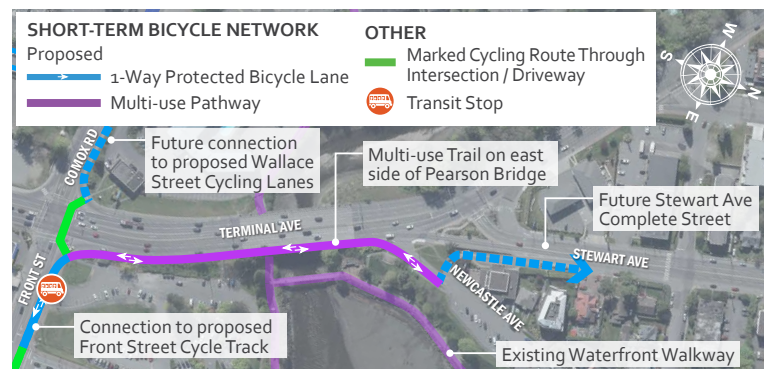 SHORT-TERM BICYCLE NETWORK
Proposed
1-Way Protected Bicycle Lane
Multi-use Pathway
OTHER
Marked Cycling Route Through
Intersection / Driveway
Transit Stop
W
S
N
E
COMOX RD
Future connection
to proposed Wallace
Street Cycling Lanes
Multi-use Trail on east
side of Pearson Bridge
Future Stewart Ave
Complete Street
TERMINAL AVE
STEWART AVE
FRONT ST
NEWCASTLE AVE
Connection to proposed
Front Street Cycle Track
Existing Waterfront Walkway